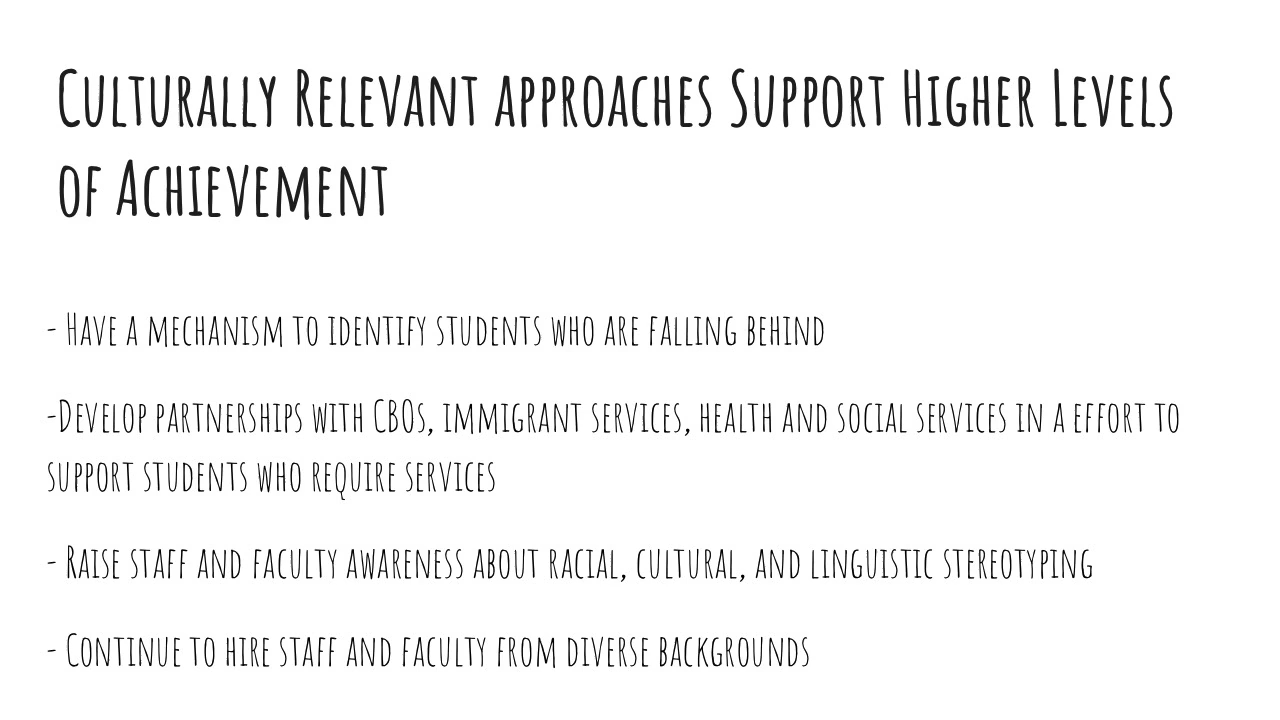 Culturally Relevant approaches Support Higher Levels
of Achievement
- Have a mechanism to identify students who are falling behind
-Develop partnerships with CBOs, immigrant services, health and social services in a effort to
support students who require services
- Raise staff and faculty awareness about racial, cultural, and linguistic stereotyping
- Continue to hire staff and faculty from diverse backgrounds